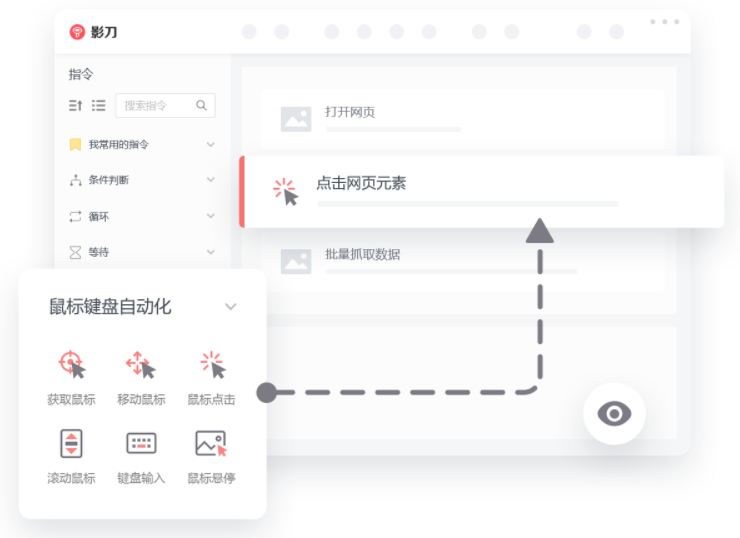 影刀
指令
搜索指令
我常用的指令
条件判断
循环
等待
打开网页
点击网页元素
批量抓取数据
鼠标键盘自动化
获取鼠标 移动鼠标 鼠标点击
滚动鼠标 键盘输入 鼠标悬停